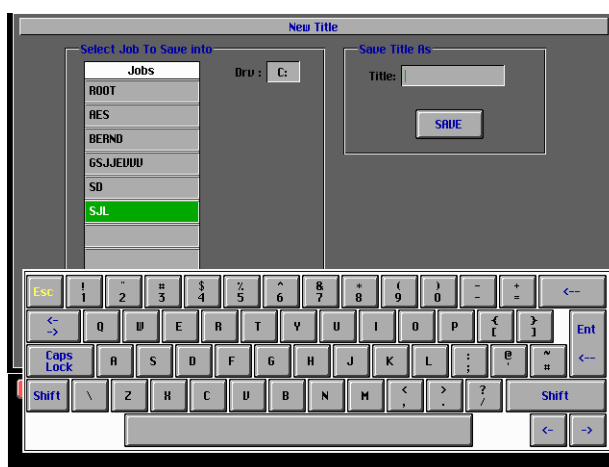 New Title
Select Job To Save into
Save Title As
Jobs
Drv : C:
Title:
ROOT
AES
BERND
SAVE
GSJJEVVV
SD
SJL
Esc ! 1 " 2 # 3 $ 4 % 5 ^ 6 & 7 * 8 ( 9 ) 0 - - + = <--
<- -> Q W E R T Y U I O P { [ } ] Ent <--
Caps Lock A S D F G H J K L : ; @ ' ~ #
Shift \ Z X C V B N M < , > . ? / Shift
<- ->